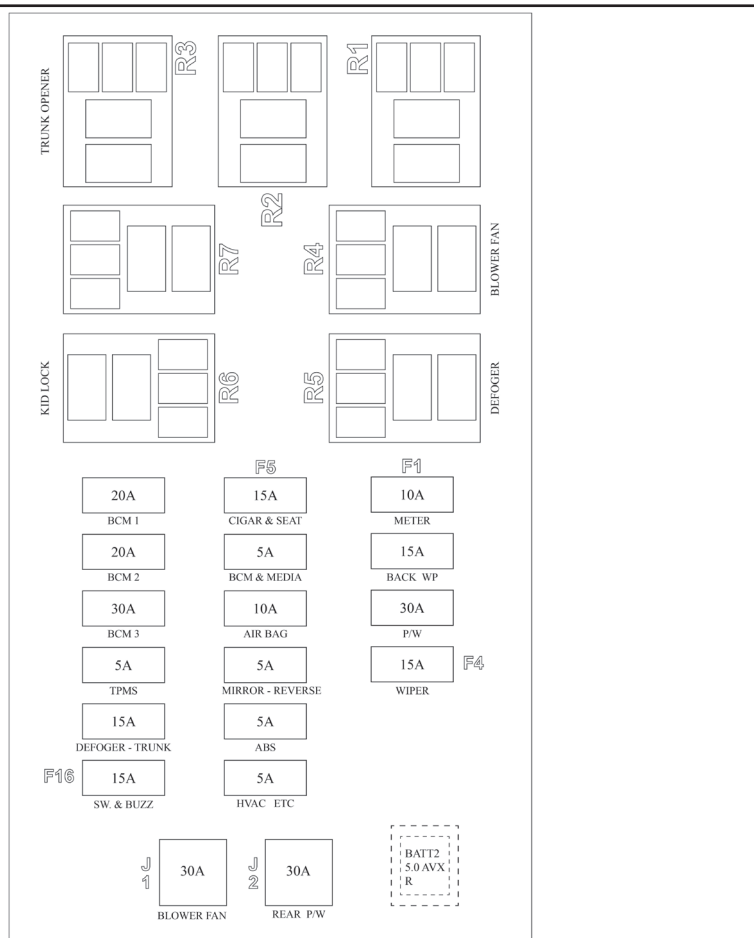 TRUNK OPENER
R3
R2
R1
R7
R4
BLOWER FAN
KID LOCK
R6
R5
DEFOGER
F5
F1
20A
15A
10A
BCM 1
CIGAR & SEAT
METER
20A
5A
15A
BCM 2
BCM & MEDIA
BACK WP
30A
10A
30A
BCM 3
AIR BAG
P/W
5A
5A
15A
F4
TPMS
MIRROR - REVERSE
WIPER
15A
5A
DEFOGER - TRUNK
ABS
F16
15A
5A
SW. & BUZZ
HVAC ETC
J
1
30A
BLOWER FAN
J
2
30A
REAR P/W
BATT2
5.0 AVX
R